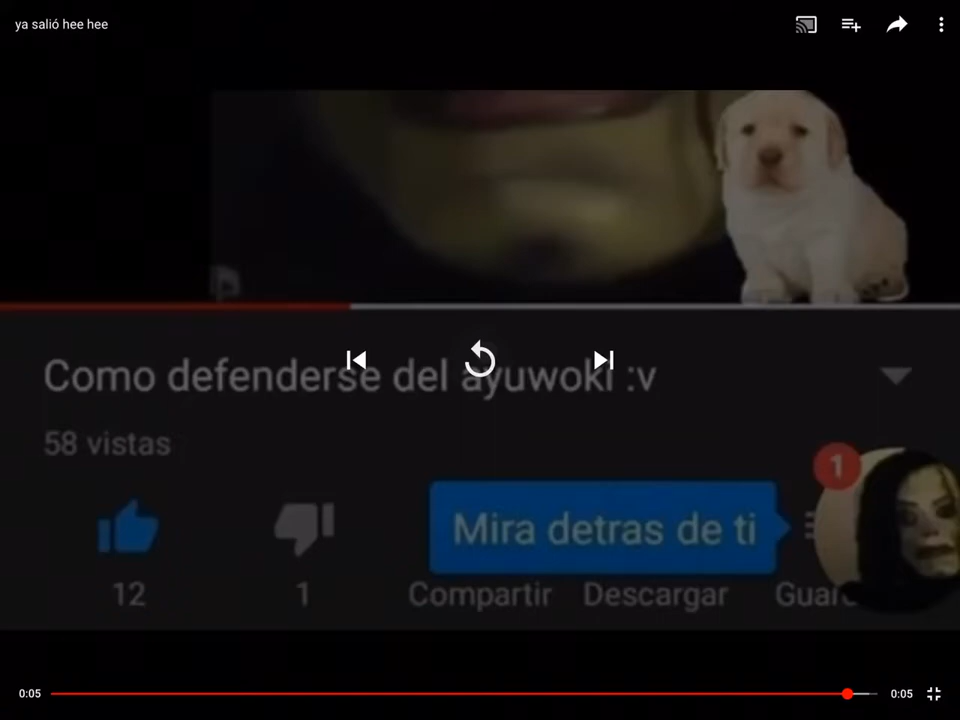 ya salió hee hee
Como defenderse del ayuwoki :v
58 vistas
1
Mira detras de ti
12
1
Compartir
Descargar
0:05
0:05